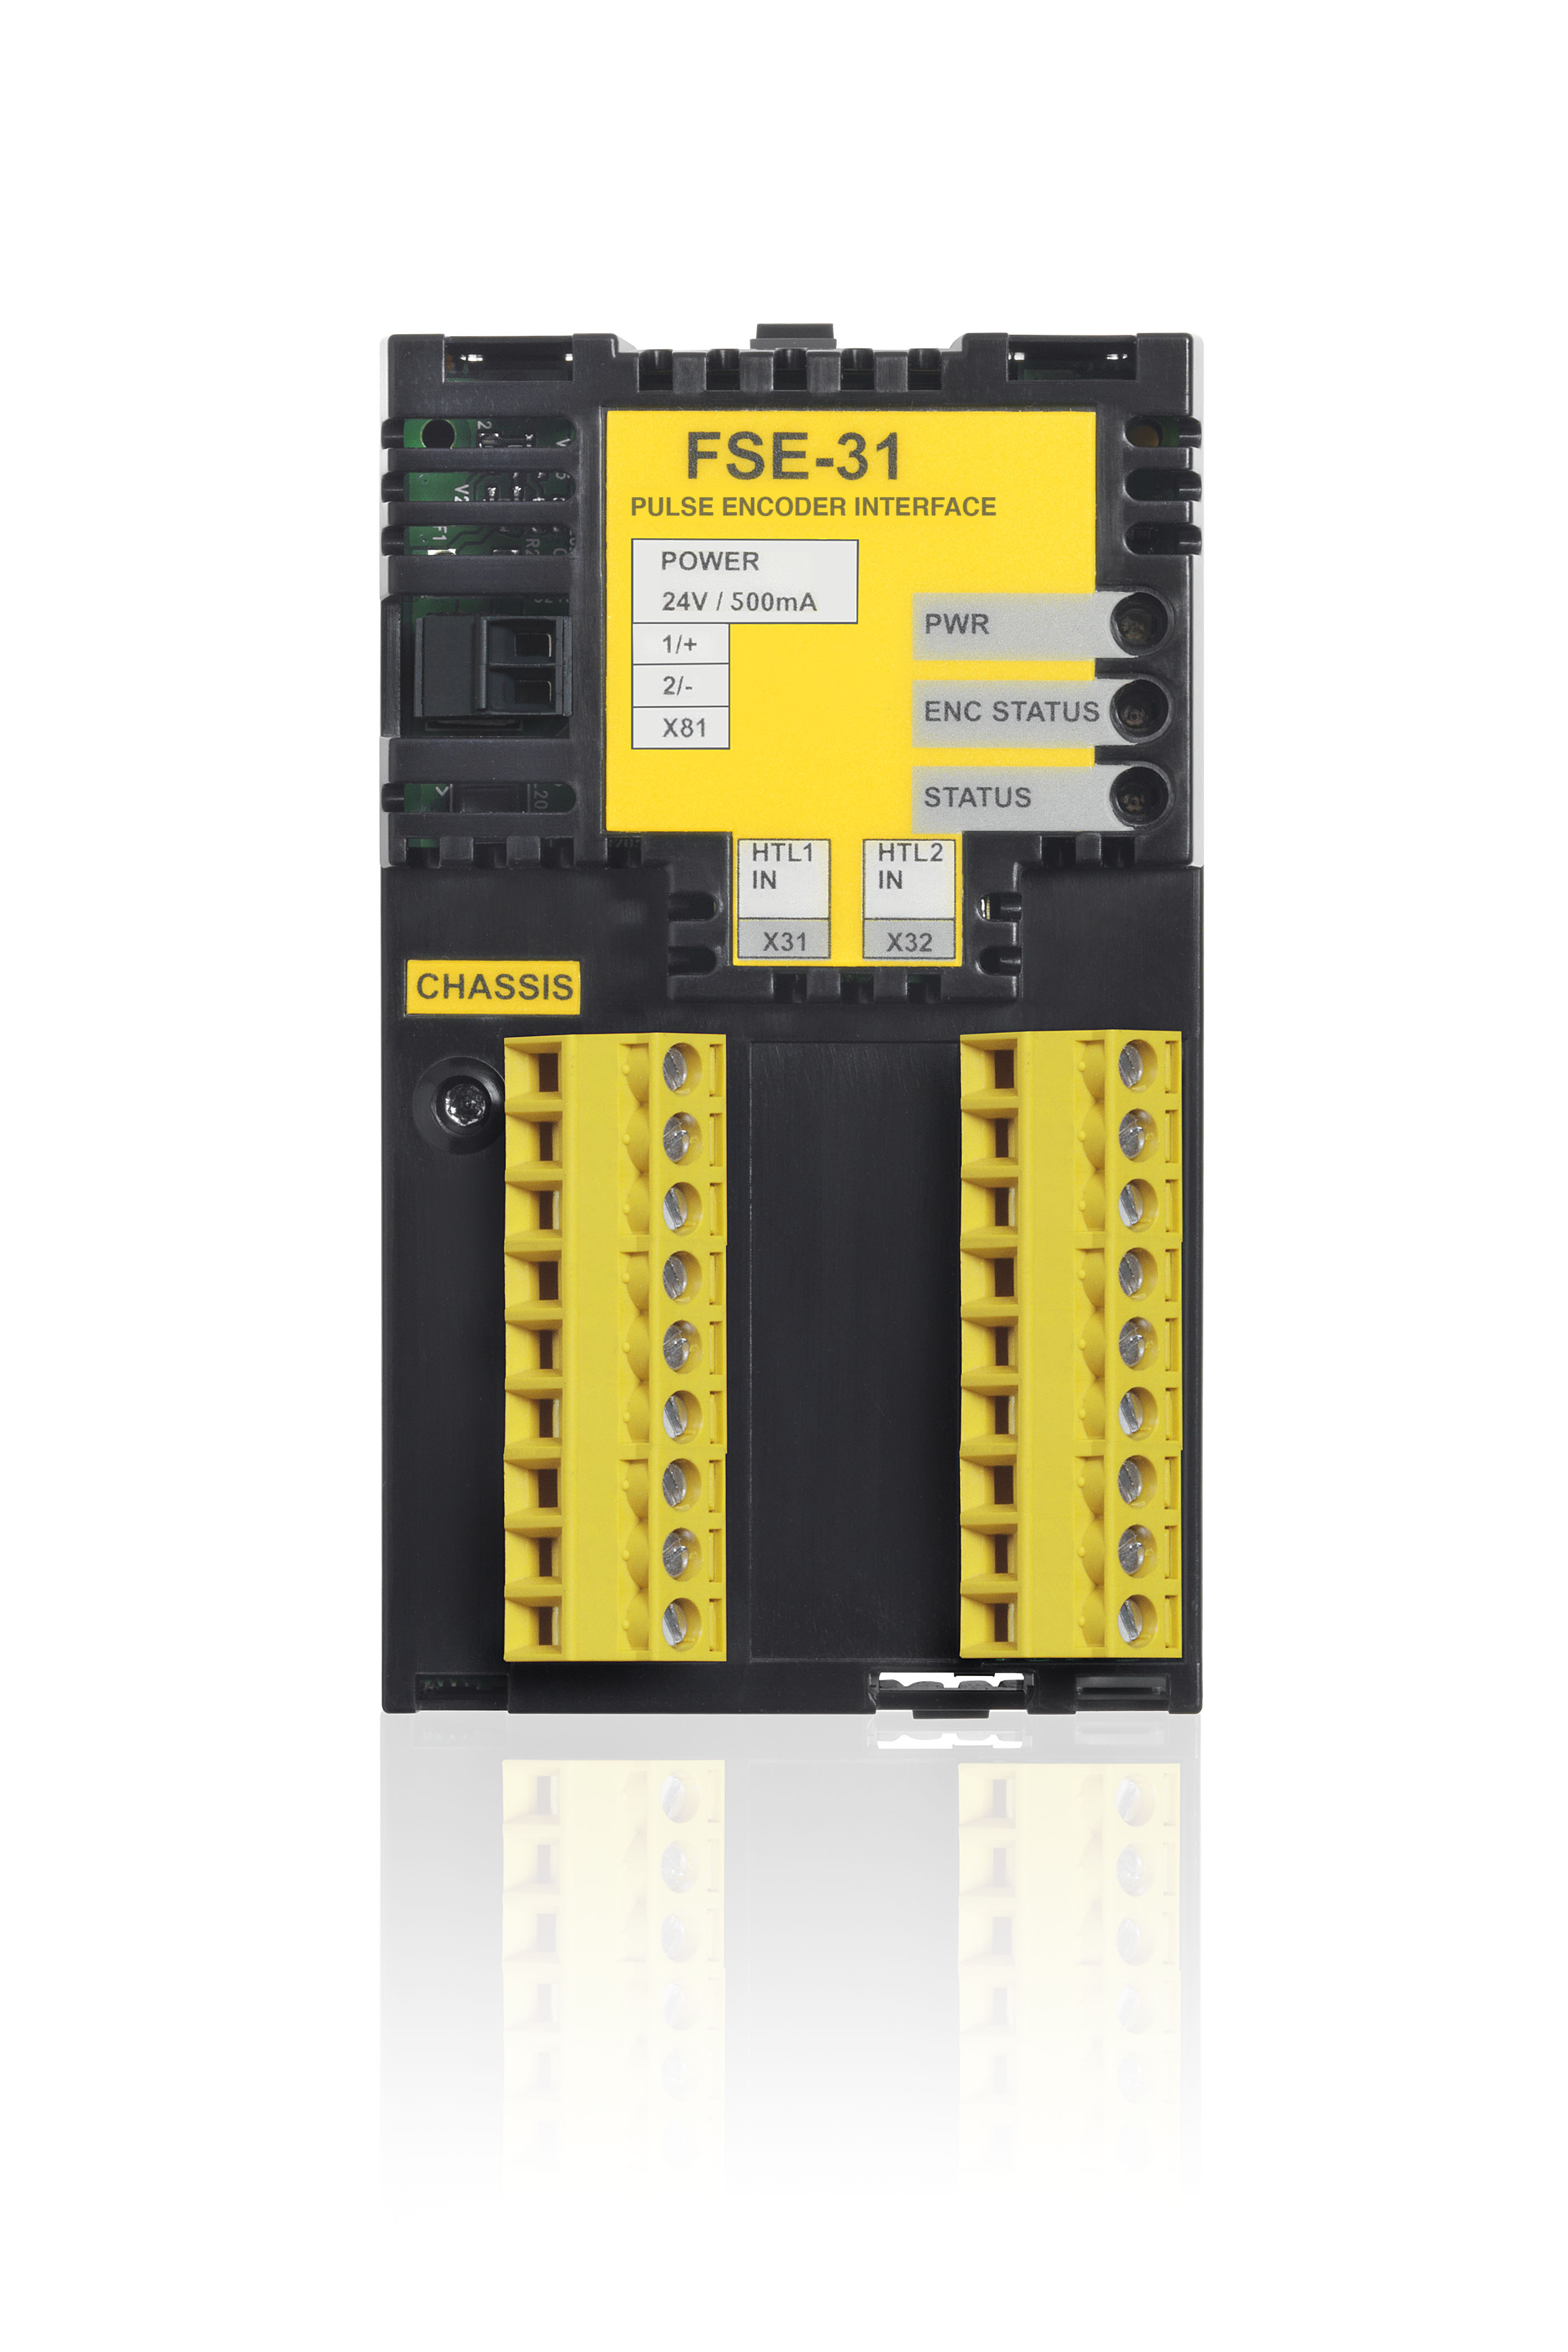 FSE-31
PULSE ENCODER INTERFACE
POWER
24V / 500mA
1/+
2/-
X81
PWR
ENC STATUS
STATUS
HTL1
IN
X31
HTL2
IN
X32
CHASSIS